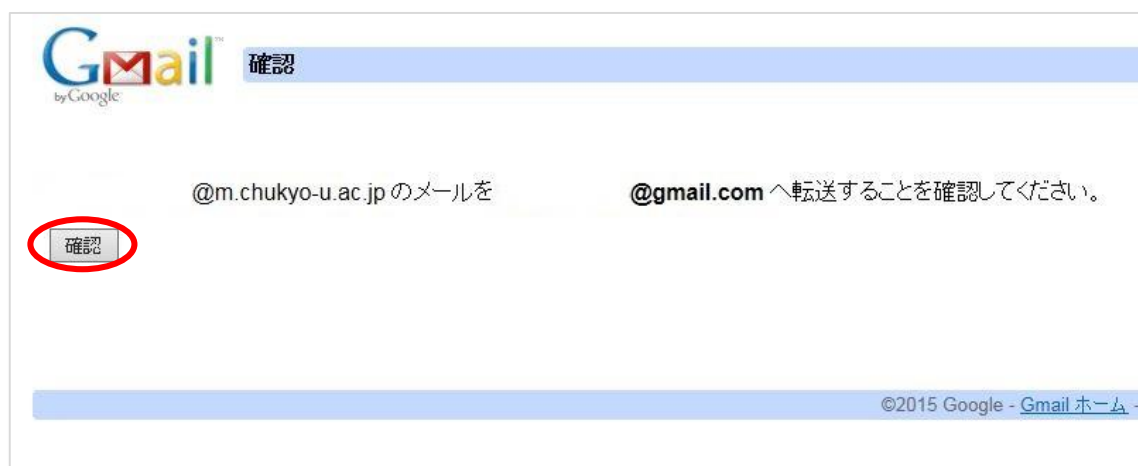 Gmail™ 確認
by Google
@m.chukyo-u.ac.jp のメールを @gmail.com へ転送することを確認してください。
確認
©2015 Google - Gmail ホーム -